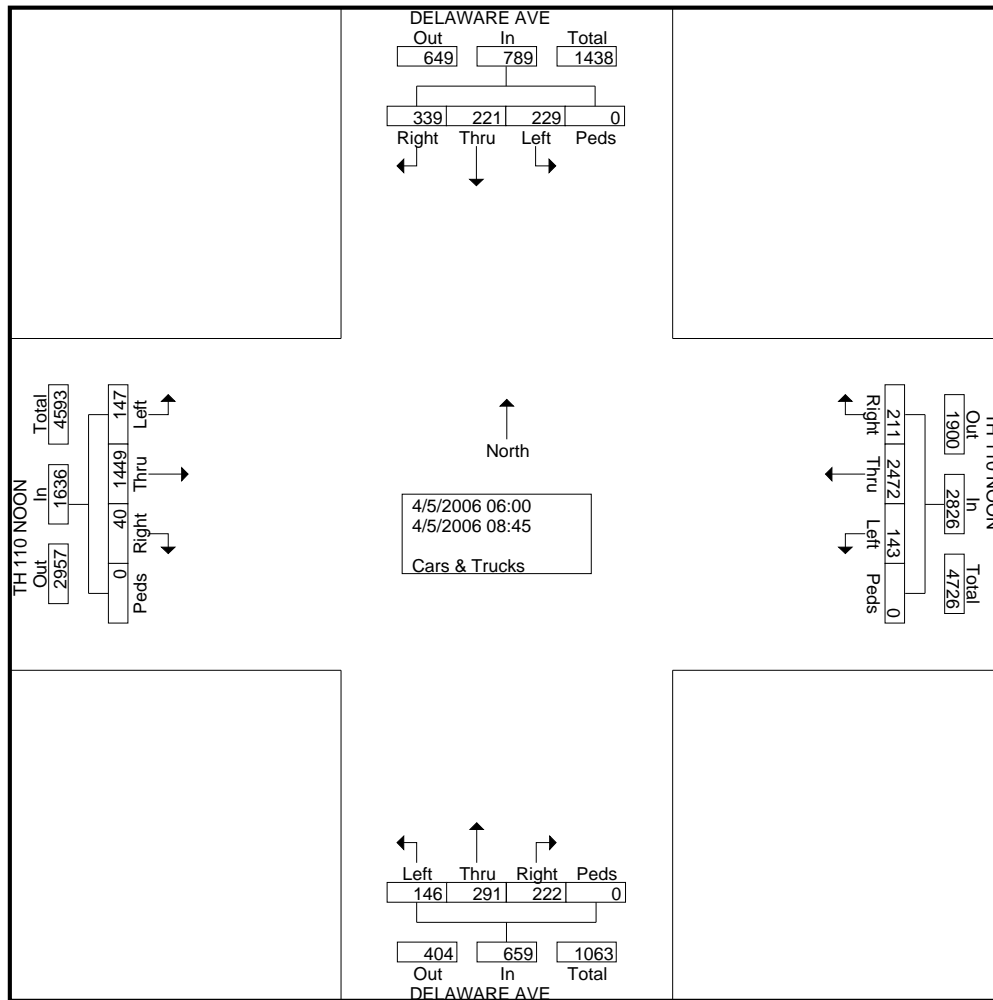 DELAWARE AVE
Out In Total
649 789 1438
339 221 229 0
Right Thru Left Peds
TH 110 NOON
Total In Out
4593 1636 2957
147 1449 40 0
Left Thru Right Peds
North
4/5/2006 06:00
4/5/2006 08:45
Cars & Trucks
Right Thru Left Peds
211 2472 143 0
1900 2826 4726
Out In Total
TH 110 NOON
Left Thru Right Peds
146 291 222 0
404 659 1063
Out In Total
DELAWARE AVE